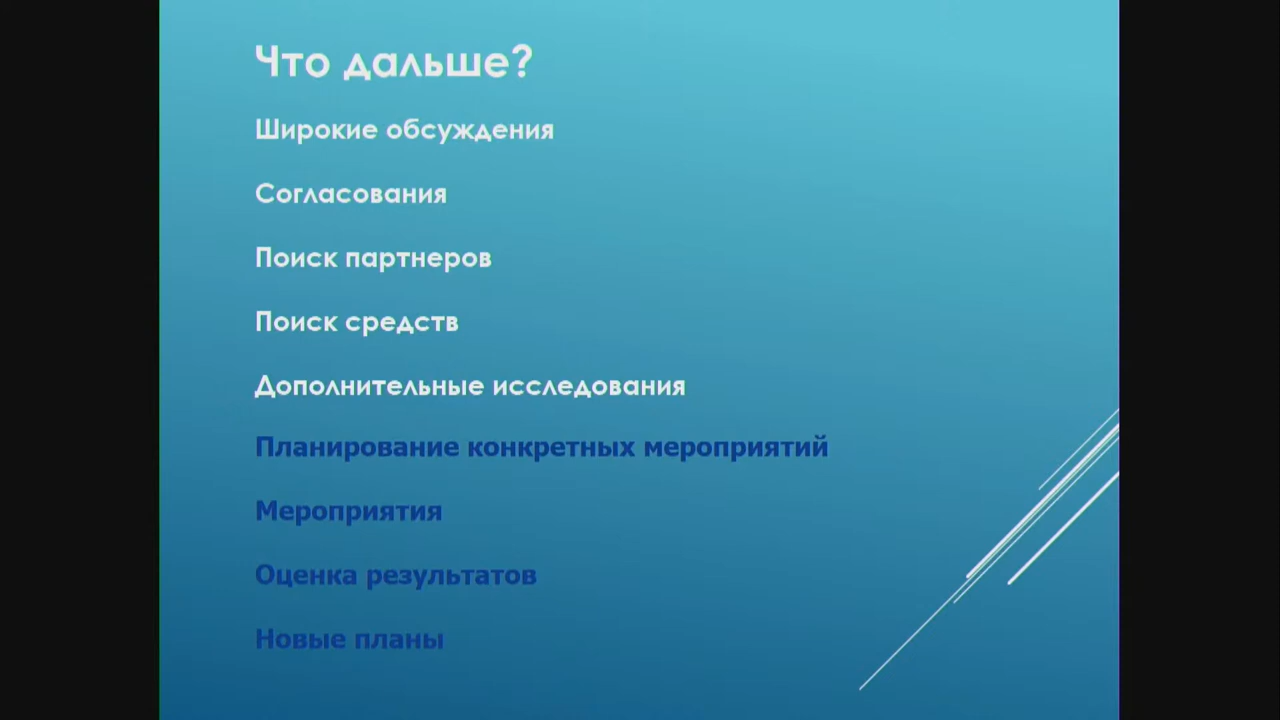 Что дальше?
Широкие обсуждения
Согласования
Поиск партнеров
Поиск средств
Дополнительные исследования
Планирование конкретных мероприятий
Мероприятия
Оценка результатов
Новые планы